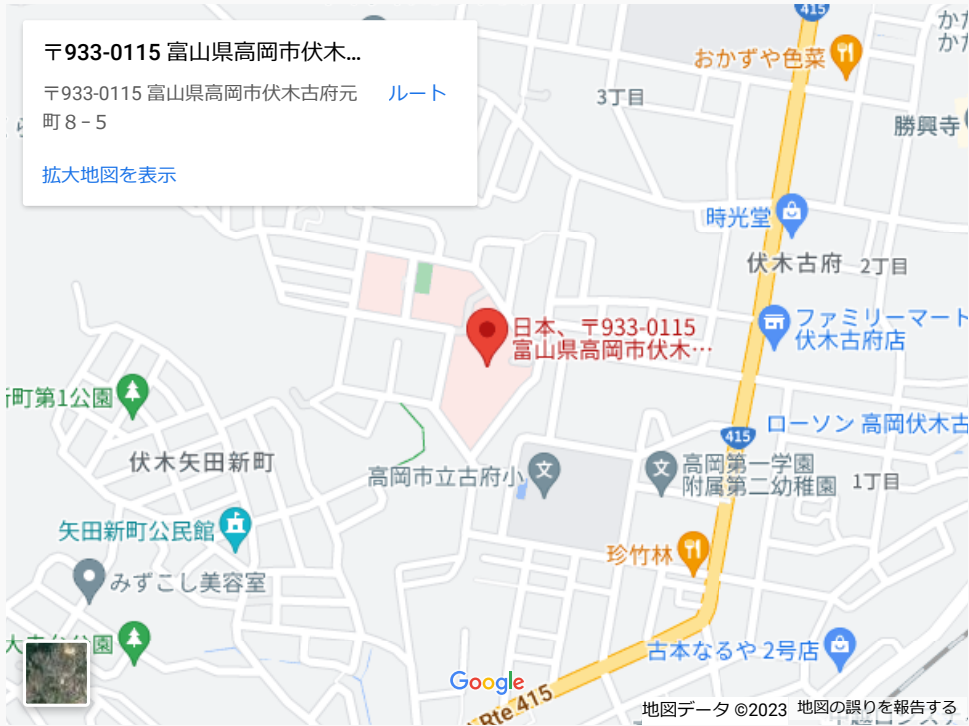 〒933-0115 富山県高岡市伏木...
〒933-0115 富山県高岡市伏木古府元
町８−５
ルート
拡大地図を表示
415
おかずや色菜
3丁目
勝興寺
時光堂
伏木古府
2丁目
日本、〒933-0115
富山県高岡市伏木…
ファミリーマート
伏木古府店
町第1公園
ローソン 高岡伏木古
415
伏木矢田新町
高岡市立古府小
高岡第一学園
附属第二幼稚園
1丁目
矢田新町公民館
珍竹林
みずこし美容室
古本なるや 2号店
Google
Rte 415
地図データ ©2023
地図の誤りを報告する